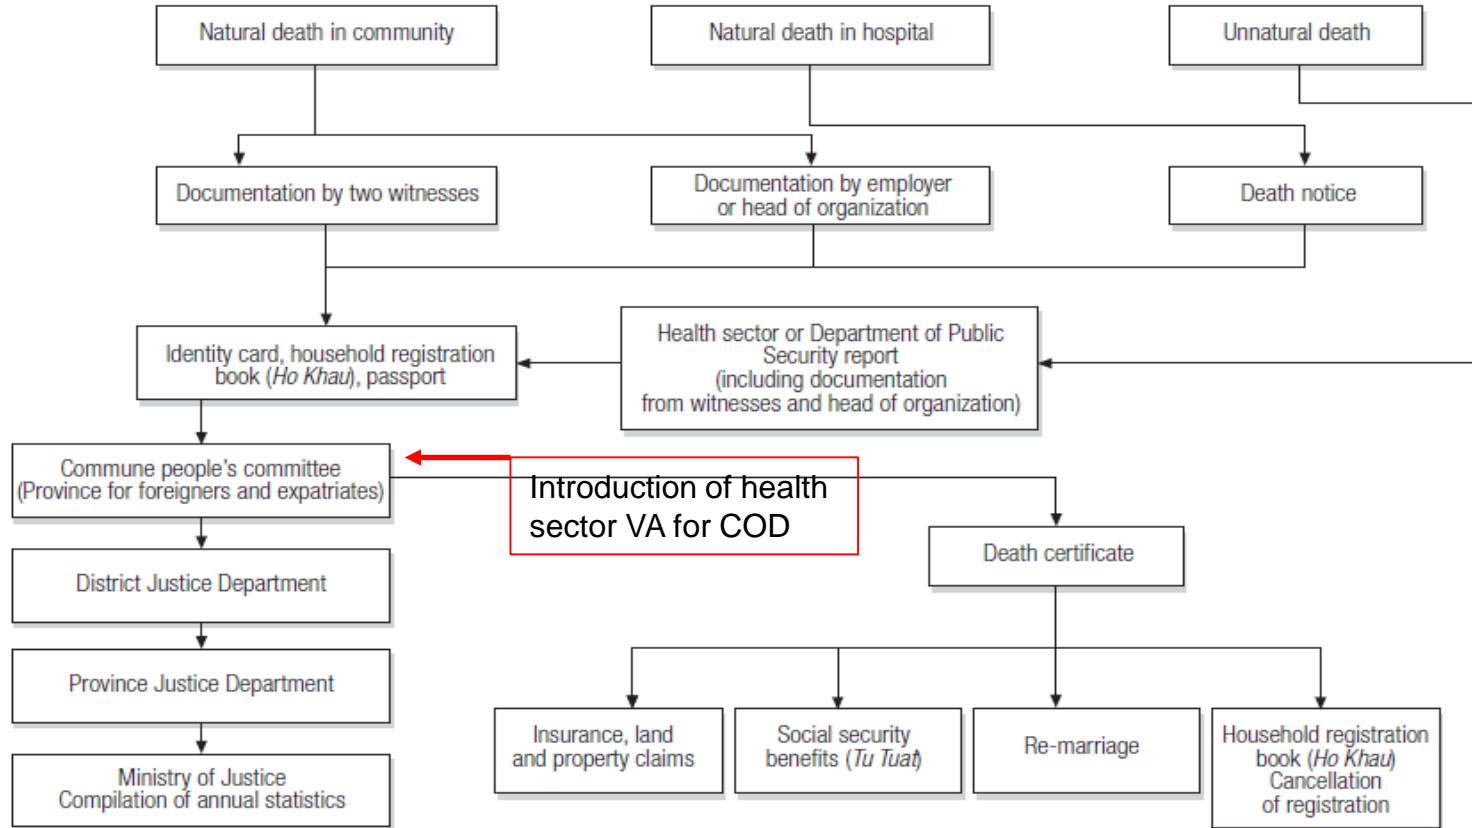 Natural death in community
Natural death in hospital
Unnatural death
Documentation by two witnesses
Documentation by employer
or head of organization
Death notice
Identity card, household registration
book (Ho Khau), passport
Health sector or Department of Public
Security report
(including documentation
from witnesses and head of organization)
Commune people's committee
(Province for foreigners and expatriates)
Introduction of health
sector VA for COD
Death certificate
District Justice Department
Province Justice Department
Ministry of Justice
Compilation of annual statistics
Insurance, land
and property claims
Social security
benefits (Tu Tuat)
Re-marriage
Household registration
book (Ho Khau)
Cancellation
of registration